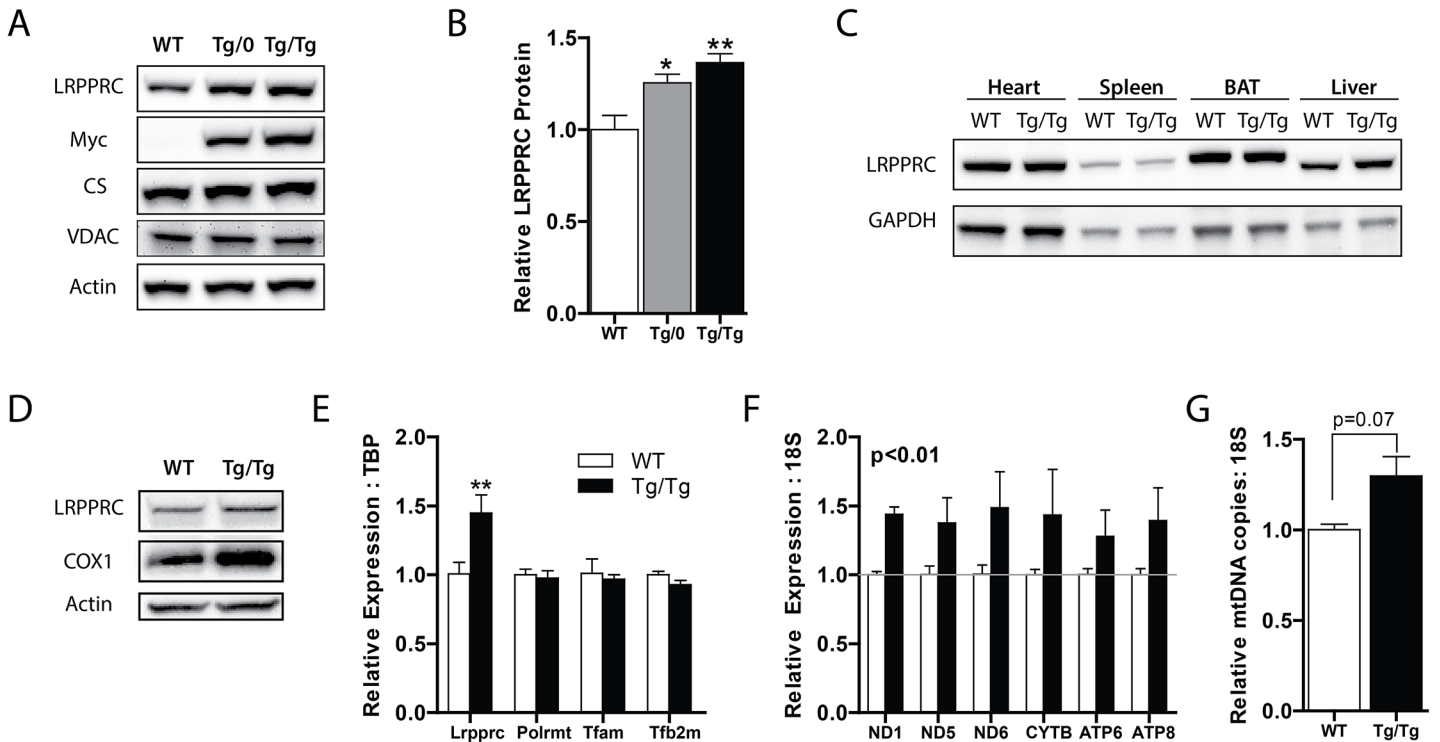 A
WT Tg/0 Tg/Tg
LRPPRC
Myc
CS
VDAC
Actin
B
Relative LRPPRC Protein
1.5
1.0
0.5
0.0
* **
WT Tg/0 Tg/Tg
C
Heart Spleen BAT Liver
WT Tg/Tg WT Tg/Tg WT Tg/Tg WT Tg/Tg
LRPPRC
GAPDH
D
WT Tg/Tg
LRPPRC
COX1
Actin
E
Relative Expression : TBP
2.0
1.5
1.0
0.5
0.0
**
WT
Tg/Tg
Lrpprc Polrmt Tfam Tfb2m
F
Relative Expression : 18S
2.0
1.5
1.0
0.5
0.0
p<0.01
ND1 ND5 ND6 CYTB ATP6 ATP8
G
Relative mtDNA copies: 18S
1.5
1.0
0.5
0.0
p=0.07
WT Tg/Tg